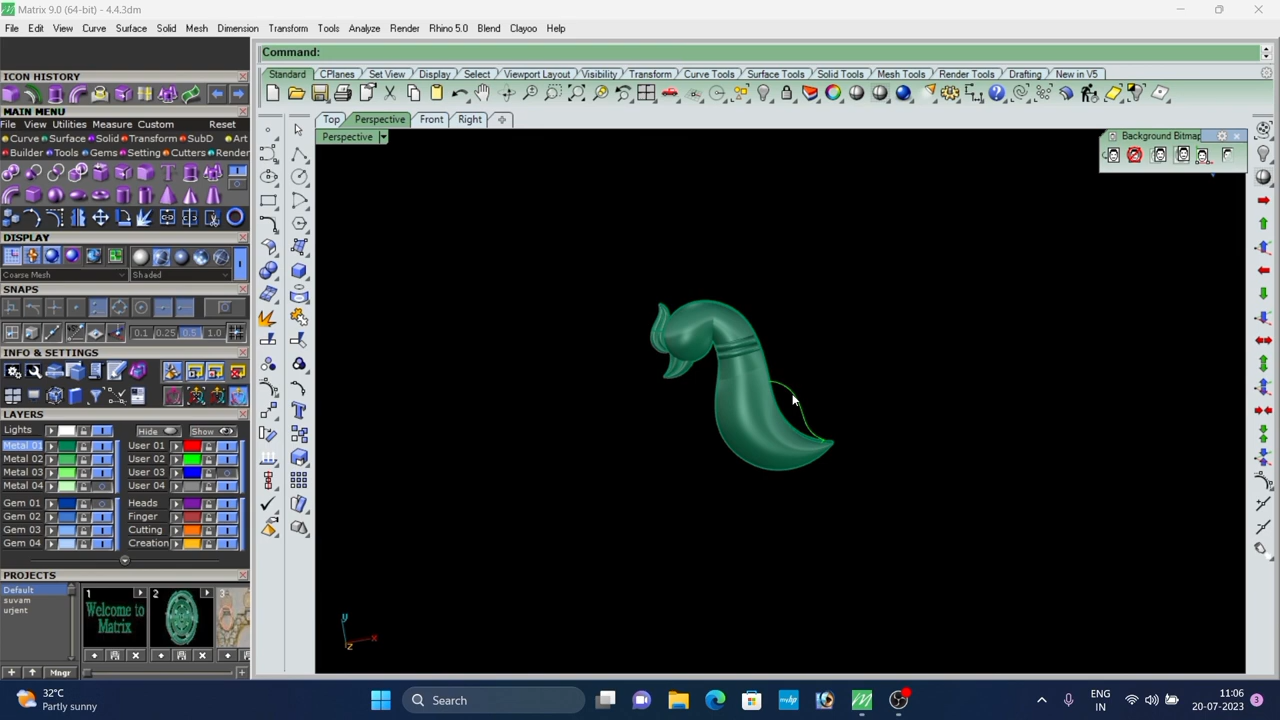 Matrix 9.0 (64-bit) - 4.4.3dm
File Edit View Curve Surface Solid Mesh Dimension Transform Tools Analyze Render Rhino 5.0 Blend Clayoo Help
Command:
Standard CPlanes Set View Display Select Viewport Layout Visibility Transform Curve Tools Surface Tools Solid Tools Mesh Tools Render Tools Drafting New in V5
ICON HISTORY
MAIN MENU
File View Utilities Measure Custom Reset
Curve Surface Solid Transform SubD Art
Builder Tools Gems Setting Cutters Render
Top Perspective Front Right
Perspective
Background Bitmap
DISPLAY
Coarse Mesh Shaded
SNAPS
0.1 0.25 0.5 1.0
INFO & SETTINGS
LAYERS
Lights Hide Show
Metal 01 User 01
Metal 02 User 02
Metal 03 User 03
Metal 04 User 04
Gem 01 Heads
Gem 02 Finger
Gem 03 Cutting
Gem 04 Creation
PROJECTS
Default
suvam
urjent
1 2 3
Welcome to
Matrix
Mngr
y
x
z
32°C
Partly sunny
Search
ENG
IN
11:06
20-07-2023
3